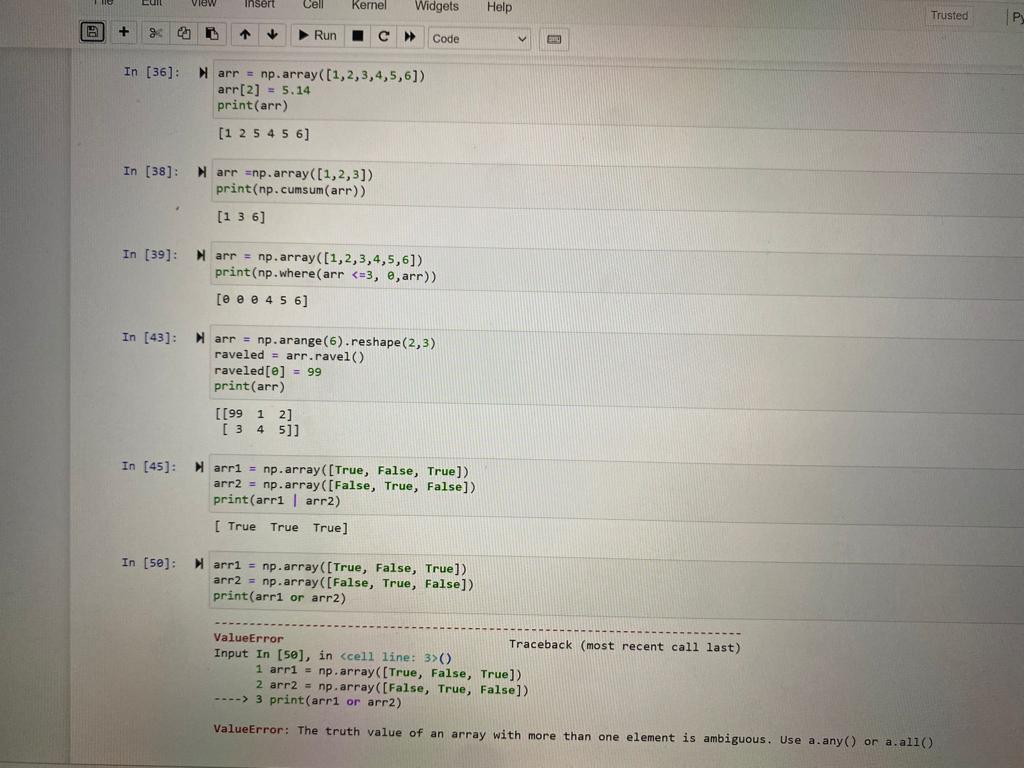 File Edit View Insert Cell Kernel Widgets Help
Trusted
Run Code
In [36]: arr = np.array([1,2,3,4,5,6])
arr[2] = 5.14
print(arr)
[1 2 5 4 5 6]
In [38]: arr =np.array([1,2,3])
print(np.cumsum(arr))
[1 3 6]
In [39]: arr = np.array([1,2,3,4,5,6])
print(np.where(arr <=3, 0,arr))
[0 0 0 4 5 6]
In [43]: arr = np.arange(6).reshape(2,3)
raveled = arr.ravel()
raveled[0] = 99
print(arr)
[[99 1 2]
[ 3 4 5]]
In [45]: arr1 = np.array([True, False, True])
arr2 = np.array([False, True, False])
print(arr1 | arr2)
[ True True True]
In [50]: arr1 = np.array([True, False, True])
arr2 = np.array([False, True, False])
print(arr1 or arr2)
---------------------------------------------------------------------------
ValueError Traceback (most recent call last)
Input In [50], in <cell line: 3>()
1 arr1 = np.array([True, False, True])
2 arr2 = np.array([False, True, False])
----> 3 print(arr1 or arr2)
ValueError: The truth value of an array with more than one element is ambiguous. Use a.any() or a.all()